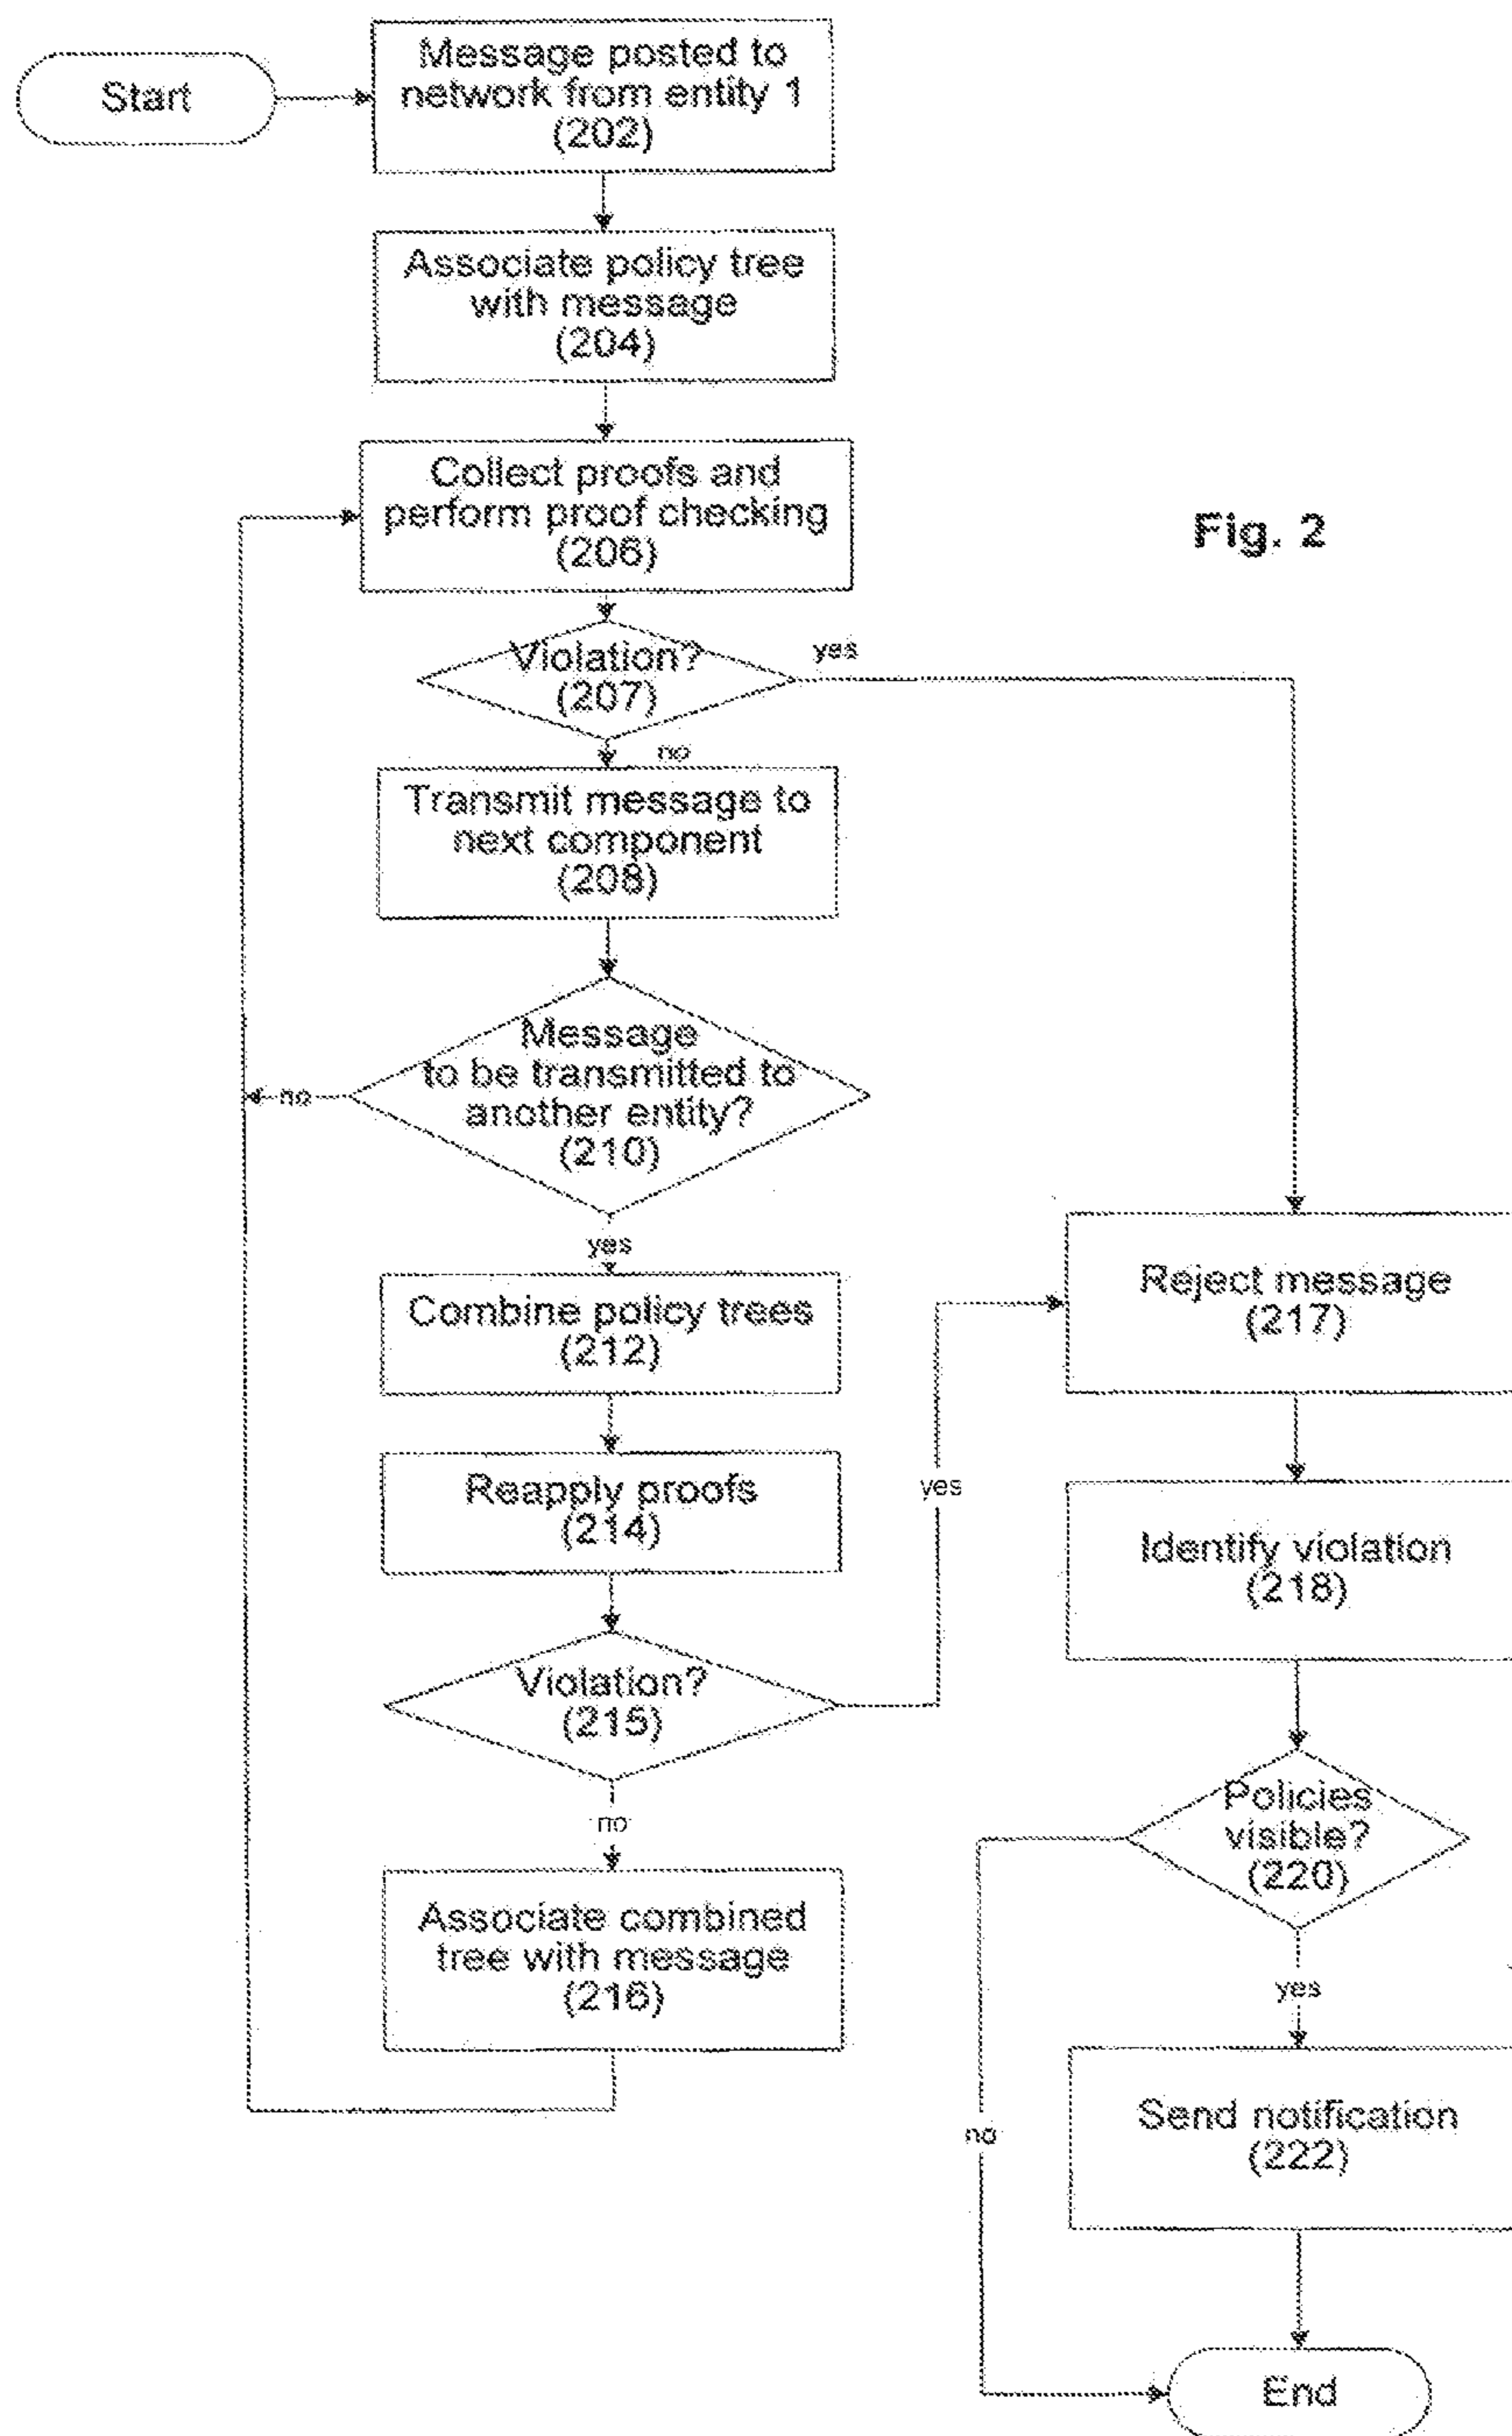 Start
Message posted to
network from entity 1
(202)
Associate policy tree
with message
(204)
Collect proofs and
perform proof checking
(206)
Fig. 2
Violation?
(207)
yes
no
Transmit message to
next component
(208)
Message
to be transmitted to
another entity?
(210)
no
yes
Combine policy trees
(212)
Reapply proofs
(214)
Violation?
(215)
yes
no
Associate combined
tree with message
(216)
Reject message
(217)
Identify violation
(218)
Policies
visible?
(220)
yes
no
Send notification
(222)
End